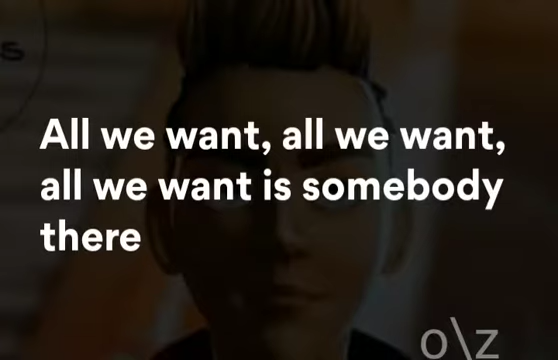 s
All we want, all we want,
all we want is somebody
there
o\z